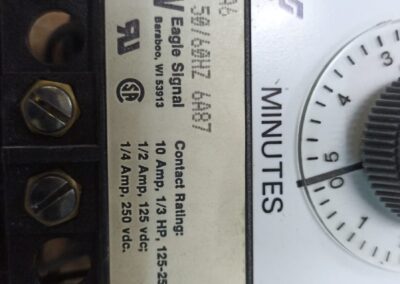 A6
50/60HZ 6A87
Eagle Signal
Baraboo, WI 53913
Contact Rating:
10 Amp, 1/3 HP, 125-25
1/2 Amp, 125 vdc;
1/4 Amp, 250 vdc.
MINUTES
3
4
5
0
1